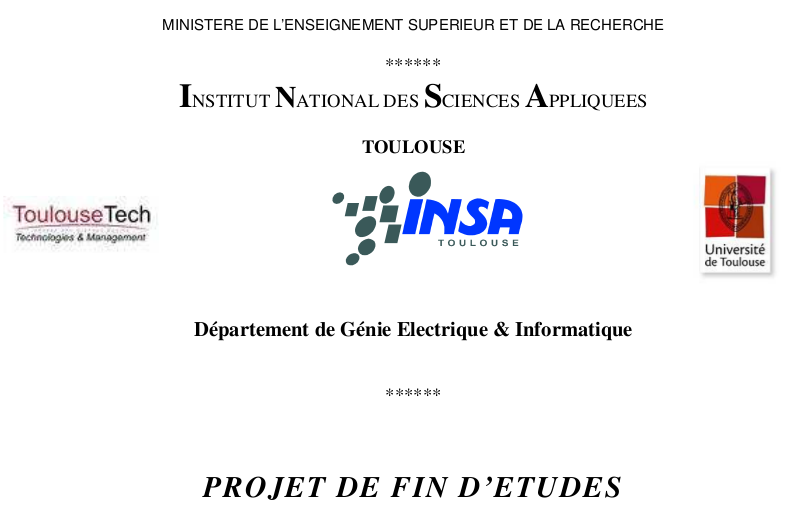 MINISTERE DE L'ENSEIGNEMENT SUPERIEUR ET DE LA RECHERCHE
******
INSTITUT NATIONAL DES SCIENCES APPLIQUEES
TOULOUSE
ToulouseTech
Technologies & Management
INSA
TOULOUSE
Université
de Toulouse
Département de Génie Electrique & Informatique
******
PROJET DE FIN D'ETUDES